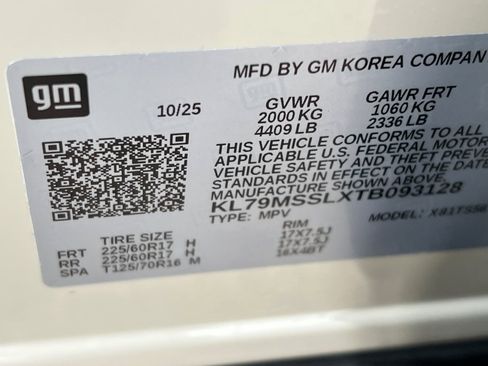 gm
MFD BY GM KOREA COMPAN
10/25
GVWR
2000 KG
4409 LB
GAWR FRT
1060 KG
2336 LB
THIS VEHICLE CONFORMS TO ALL
APPLICABLE U.S. FEDERAL MOTOR
VEHICLE SAFETY AND THEFT PREVE
STANDARDS IN EFFECT ON THE DATE
MANUFACTURE SHOWN ABOVE.
KL79MSSLXTB093128
TYPE: MPV
MODEL:
TIRE SIZE
RIM
FRT 225/60R17 H 17X7.5J
RR 225/60R17 H 17X7.5J
SPA T125/70R16 M 16X4BT